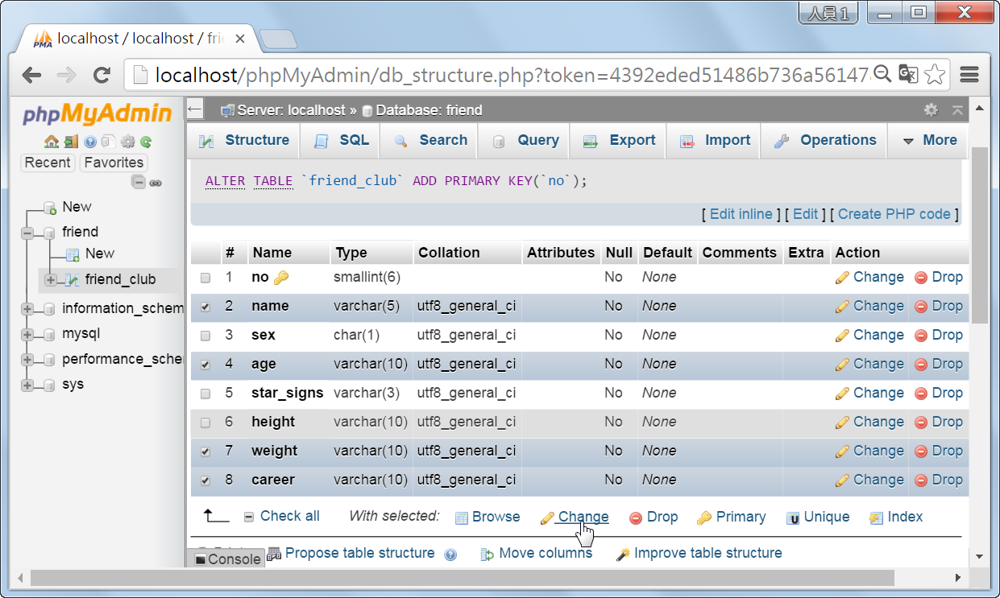 人員 1
PMA localhost / localhost / frie
localhost/phpMyAdmin/db_structure.php?token=4392eded51486b736a56147
phpMyAdmin
Recent Favorites
New
friend
New
friend_club
information_schem
mysql
performance_sche
sys
Server: localhost » Database: friend
Structure SQL Search Query Export Import Operations More
ALTER TABLE `friend_club` ADD PRIMARY KEY(`no`);
[ Edit inline ] [ Edit ] [ Create PHP code ]
# Name Type Collation Attributes Null Default Comments Extra Action
1 no smallint(6) No None Change Drop
2 name varchar(5) utf8_general_ci No None Change Drop
3 sex char(1) utf8_general_ci No None Change Drop
4 age varchar(10) utf8_general_ci No None Change Drop
5 star_signs varchar(3) utf8_general_ci No None Change Drop
6 height varchar(10) utf8_general_ci No None Change Drop
7 weight varchar(10) utf8_general_ci No None Change Drop
8 career varchar(10) utf8_general_ci No None Change Drop
Check all With selected: Browse Change Drop Primary Unique Index
Propose table structure Move columns Improve table structure
Console